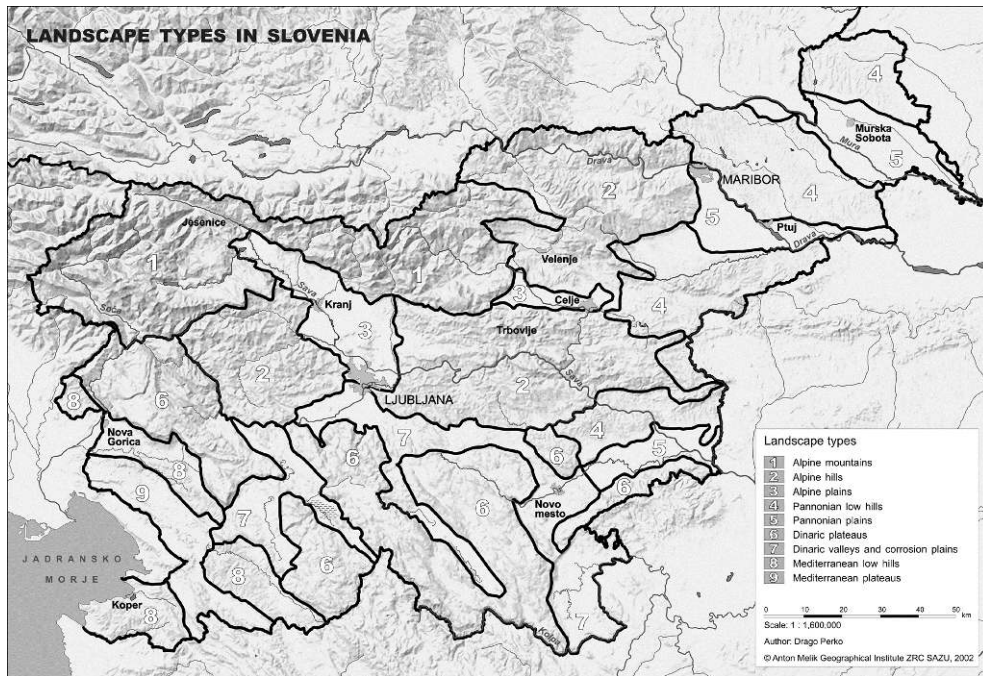 LANDSCAPE TYPES IN SLOVENIA
4
Murska
Sobota
Mura
5
Drava
2
MARIBOR
4
5
Ptuj
Drava
Jesenice
1
1
Velenje
Sava
Kranj
3
Celje
4
Soča
3
Trbovlje
2
Sava
2
LJUBLJANA
8
6
4
Nova
Gorica
6
7
6
5
8
9
6
6
Novo
mesto
7
6
8
JADRANSKO
MORJE
Koper
8
Kolpa
7
Landscape types
1 Alpine mountains
2 Alpine hills
3 Alpine plains
4 Pannonian low hills
5 Pannonian plains
6 Dinaric plateaus
7 Dinaric valleys and corrosion plains
8 Mediterranean low hills
9 Mediterranean plateaus
0 10 20 30 40 50
km
Scale: 1 : 1,600,000
Author: Drago Perko
© Anton Melik Geographical Institute ZRC SAZU, 2002